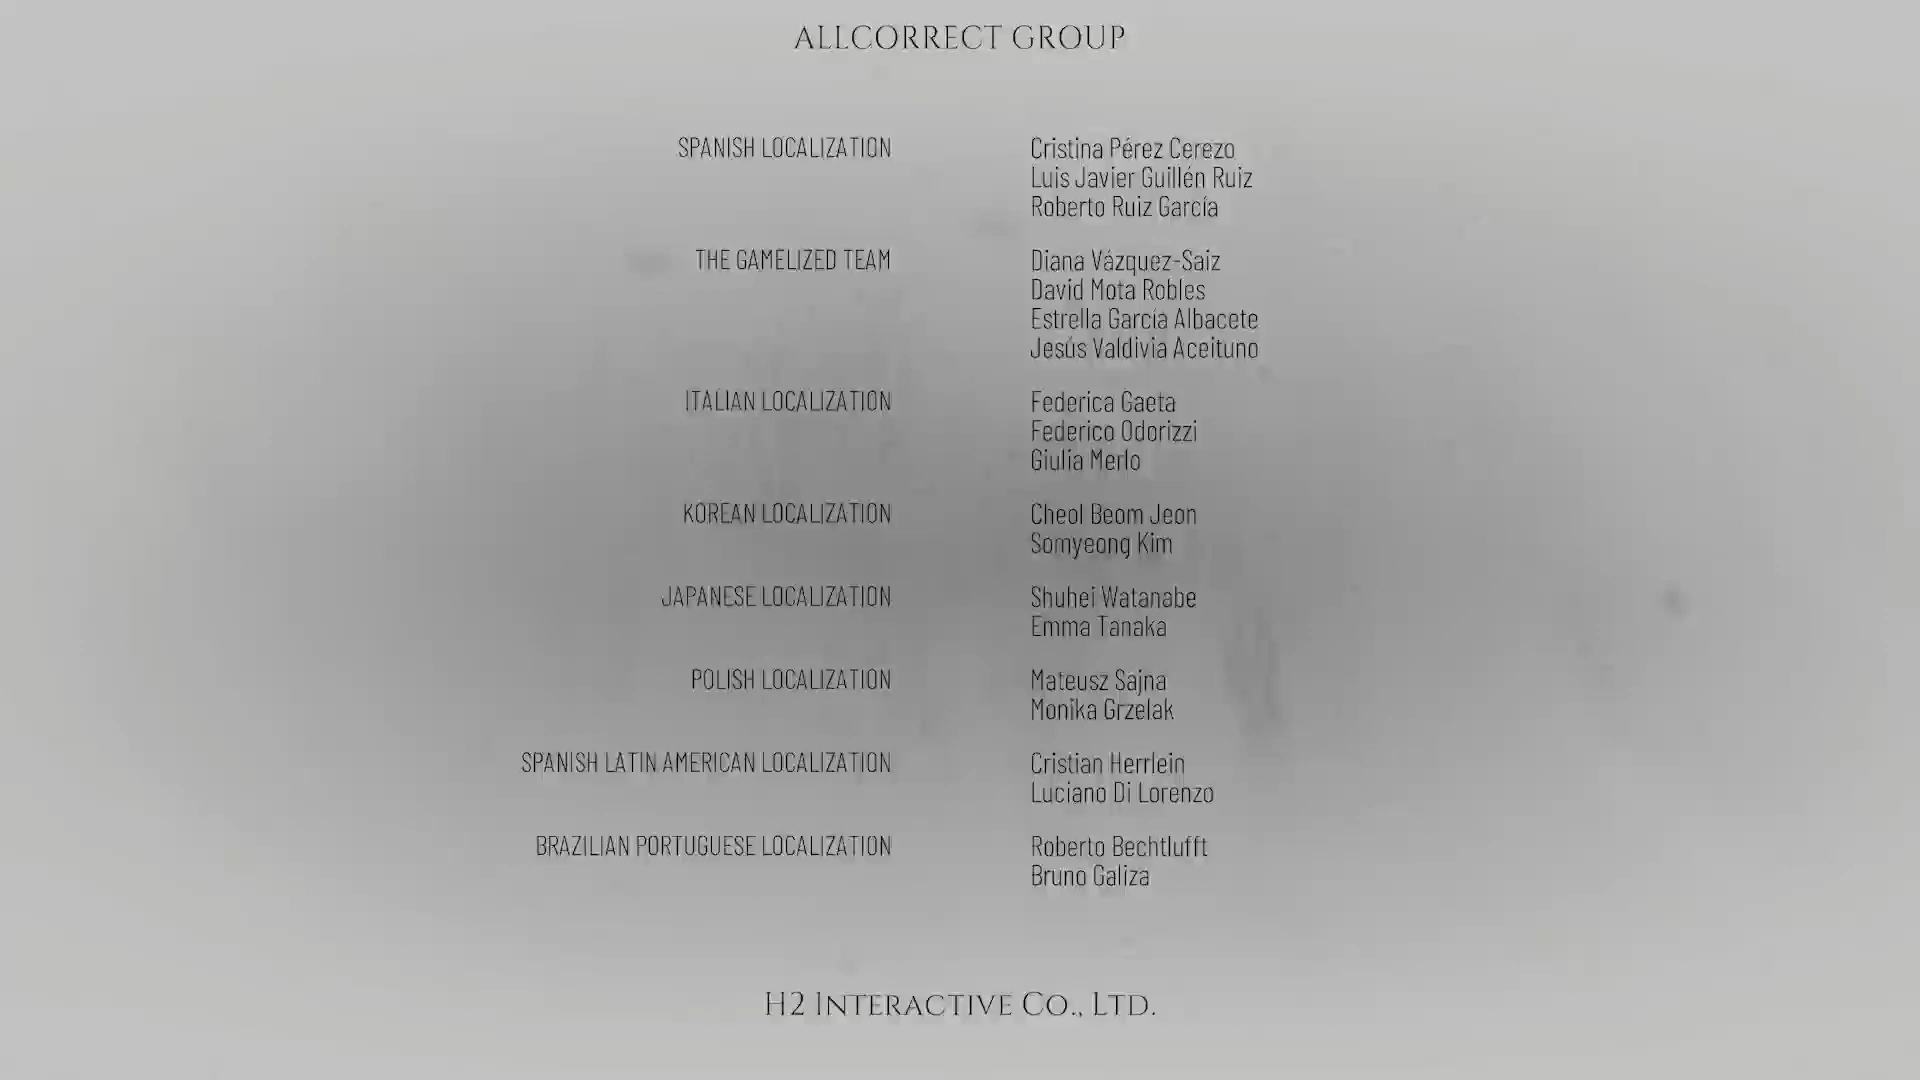 ALLCORRECT GROUP
SPANISH LOCALIZATION Cristina Pérez Cerezo
Luis Javier Guillén Ruiz
Roberto Ruiz García
THE GAMELIZED TEAM Diana Vázquez-Saiz
David Mota Robles
Estrella García Albacete
Jesús Valdivia Aceituno
ITALIAN LOCALIZATION Federica Gaeta
Federico Odorizzi
Giulia Merlo
KOREAN LOCALIZATION Cheol Beom Jeon
Somyeong Kim
JAPANESE LOCALIZATION Shuhei Watanabe
Emma Tanaka
POLISH LOCALIZATION Mateusz Sajna
Monika Grzelak
SPANISH LATIN AMERICAN LOCALIZATION Cristian Herrlein
Luciano Di Lorenzo
BRAZILIAN PORTUGUESE LOCALIZATION Roberto Bechtlufft
Bruno Galiza
H2 INTERACTIVE CO., LTD.